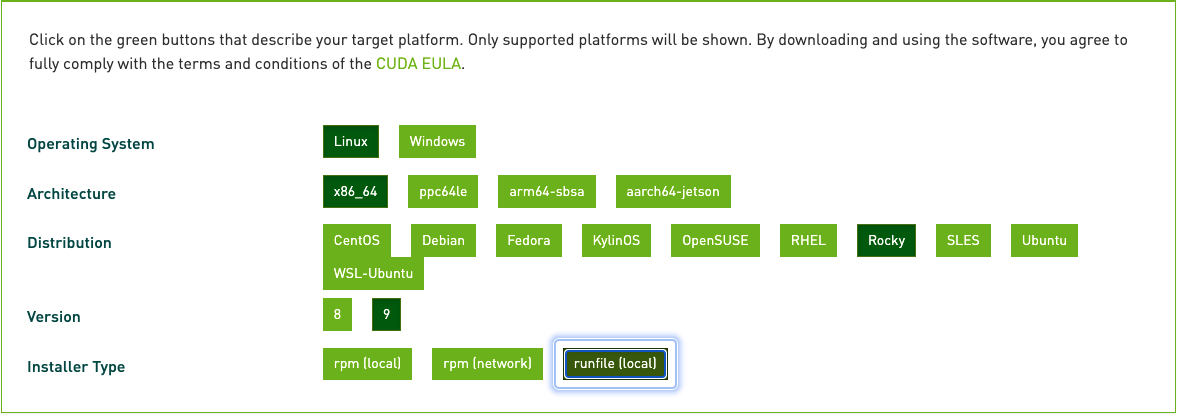 Click on the green buttons that describe your target platform. Only supported platforms will be shown. By downloading and using the software, you agree to
fully comply with the terms and conditions of the CUDA EULA.
Operating System Linux Windows
Architecture x86_64 ppc64le arm64-sbsa aarch64-jetson
Distribution CentOS Debian Fedora KylinOS OpenSUSE RHEL Rocky SLES Ubuntu
WSL-Ubuntu
Version 8 9
Installer Type rpm (local) rpm (network) runfile (local)